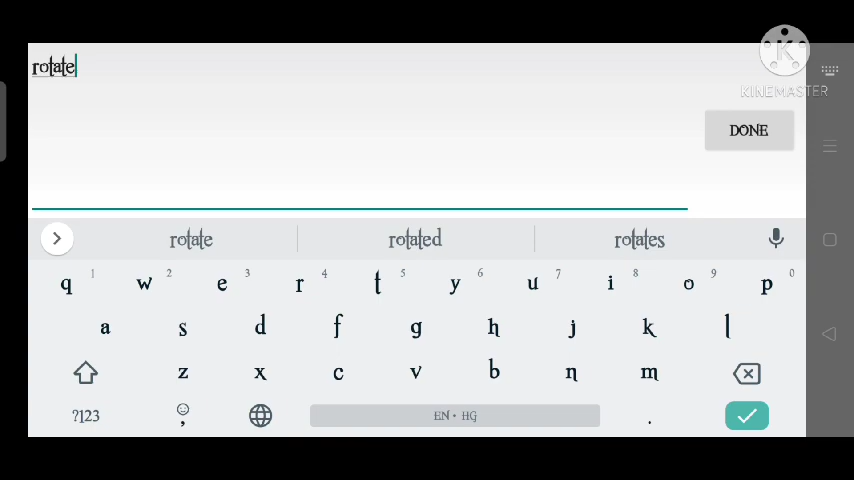 rotate
K
KINEMASTER
DONE
rotate rotated rotates
q 1 w 2 e 3 r 4 t 5 y 6 u 7 i 8 o 9 p 0
a s d f g h j k l
z x c v b n m
?123 , EN • HG .